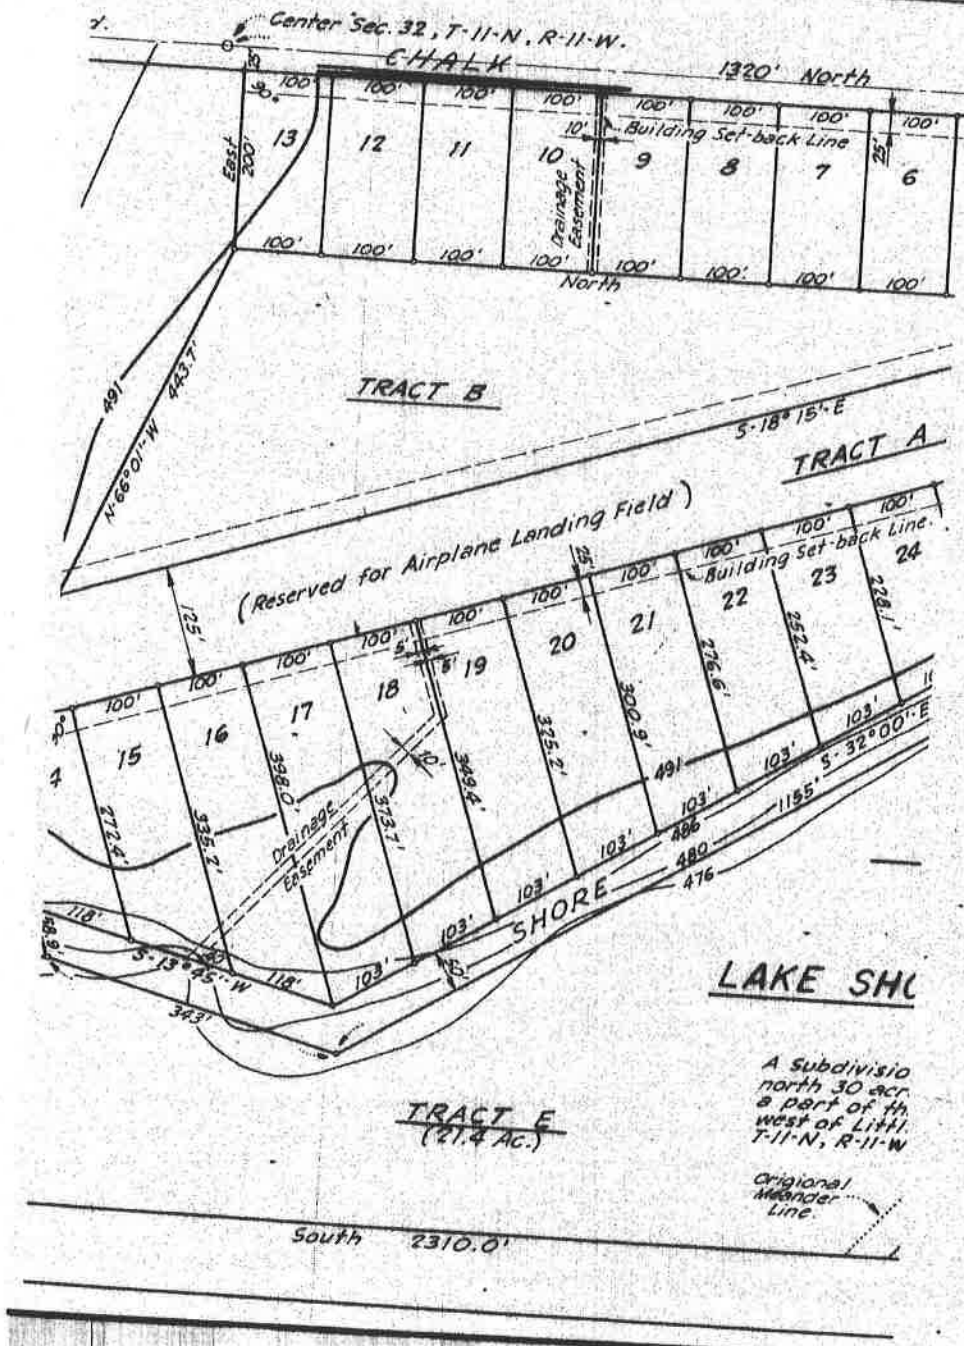 Center Sec. 32, T-11-N, R-11-W.
CHALK
1320' North
100' 100' 100' 100' 100' 100' 100' 100'
90°
Building Set-back Line
10'
25'
East
200'
13 12 11 10 9 8 7 6
Drainage
Easement
100' 100' 100' 100' 100' 100' 100' 100'
North
491
N-66°01'-W 443.7'
TRACT B
S-18°15'-E
TRACT A
(Reserved for Airplane Landing Field)
125'
100' 100' 100' 100' 100' 100' 100' 100' 100' 100'
25'
Building Set-back Line.
90°
5'
5'
15 16 17 18 19 20 21 22 23 24
10'
272.4' 335.2' 398.0' 373.7' 349.4' 325.2' 300.9' 276.6' 252.4' 228.1'
Drainage
Easement
491
118' 118' 103' 103' 103' 103' 103' 103' 103'
S-13°45'-W
S-32°00'-E
1155'
486
480
476
SHORE
50'
343'
LAKE SHO
A Subdivisio
north 30 acr
a part of th
west of Littl
T-11-N, R-11-W
Origional
Meander
Line.
TRACT E
(21.4 Ac.)
South 2310.0'